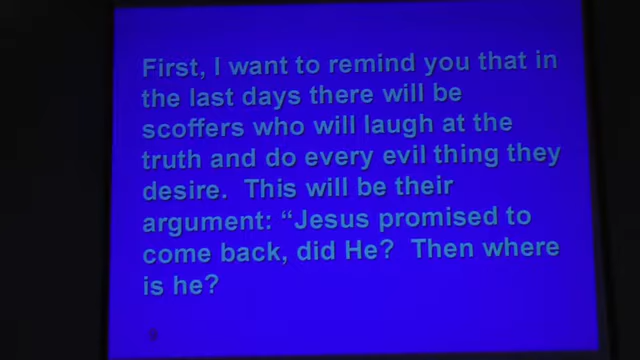 First, I want to remind you that in
the last days there will be
scoffers who will laugh at the
truth and do every evil thing they
desire.  This will be their
argument: “Jesus promised to
come back, did He?  Then where
is he?